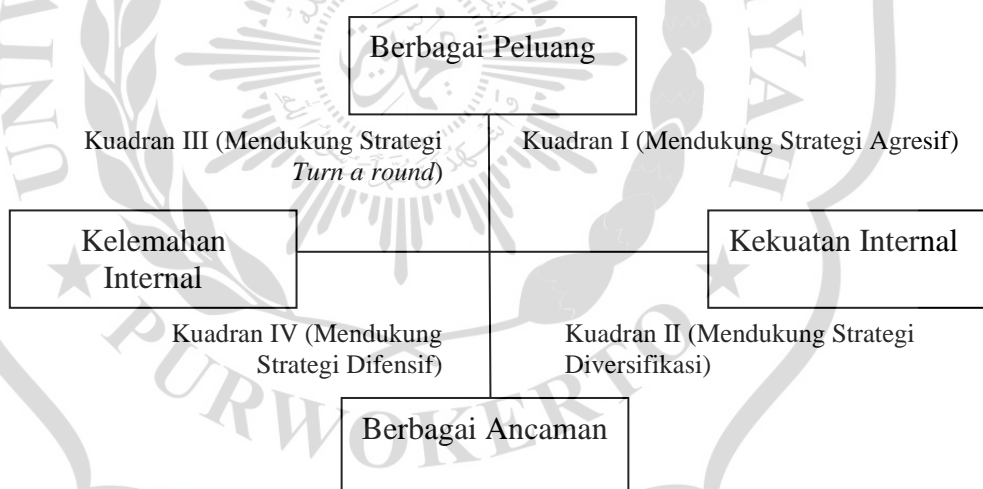 Berbagai Peluang
Kuadran III (Mendukung Strategi
Turn a round)
Kuadran I (Mendukung Strategi Agresif)
Kelemahan
Internal
Kekuatan Internal
Kuadran IV (Mendukung
Strategi Difensif)
Kuadran II (Mendukung Strategi
Diversifikasi)
Berbagai Ancaman
PURWOKERTO